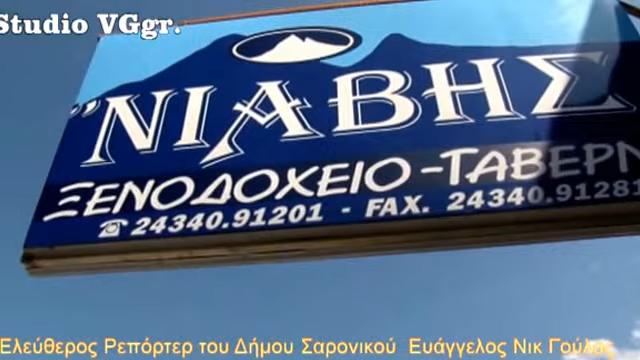 Studio VGgr.
"ΝΙΑΒΗΣ
ΞΕΝΟΔΟΧΕΙΟ-ΤΑΒΕΡΝ
☎ 24340.91201 - FAX. 24340.91281
Ελεύθερος Ρεπόρτερ του Δήμου Σαρονικού Ευάγγελος Νικ Γούλας